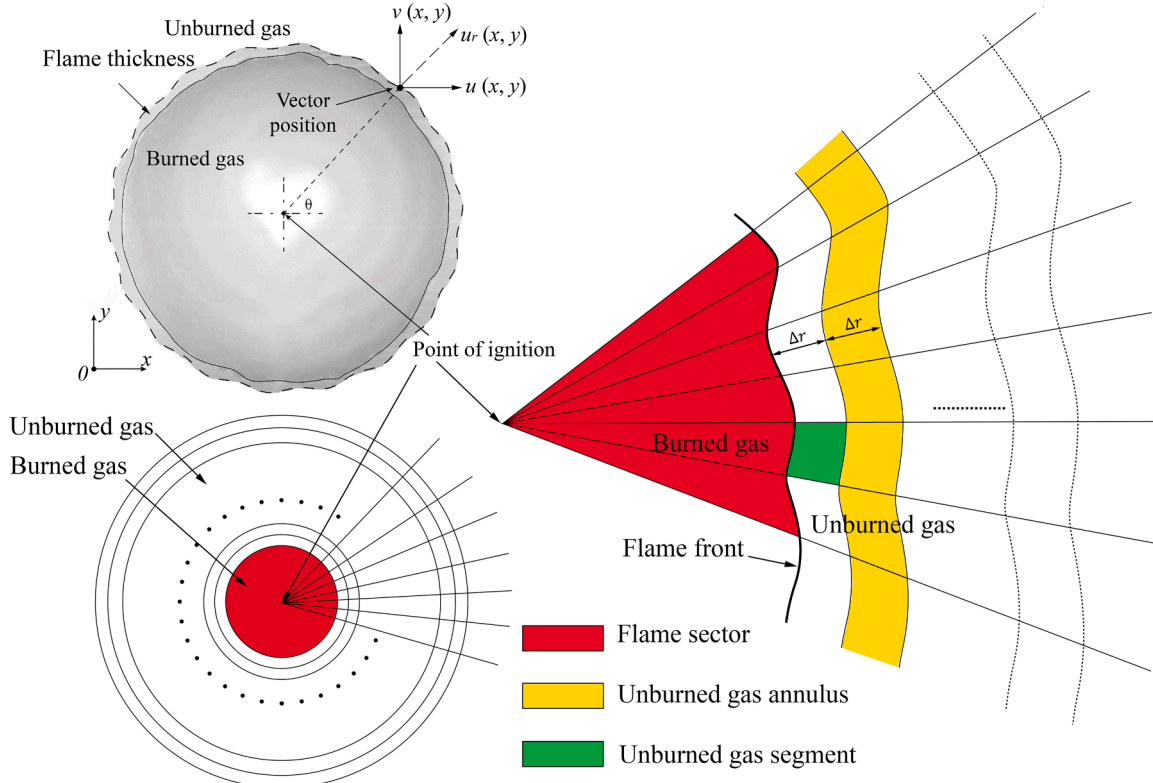 Unburned gas
Flame thickness
v (x, y)
uᵣ (x, y)
u (x, y)
Vector
position
Burned gas
θ
y
x
0
Point of ignition
Δr
Δr
Burned gas
Unburned gas
Flame front
Unburned gas
Burned gas
Flame sector
Unburned gas annulus
Unburned gas segment